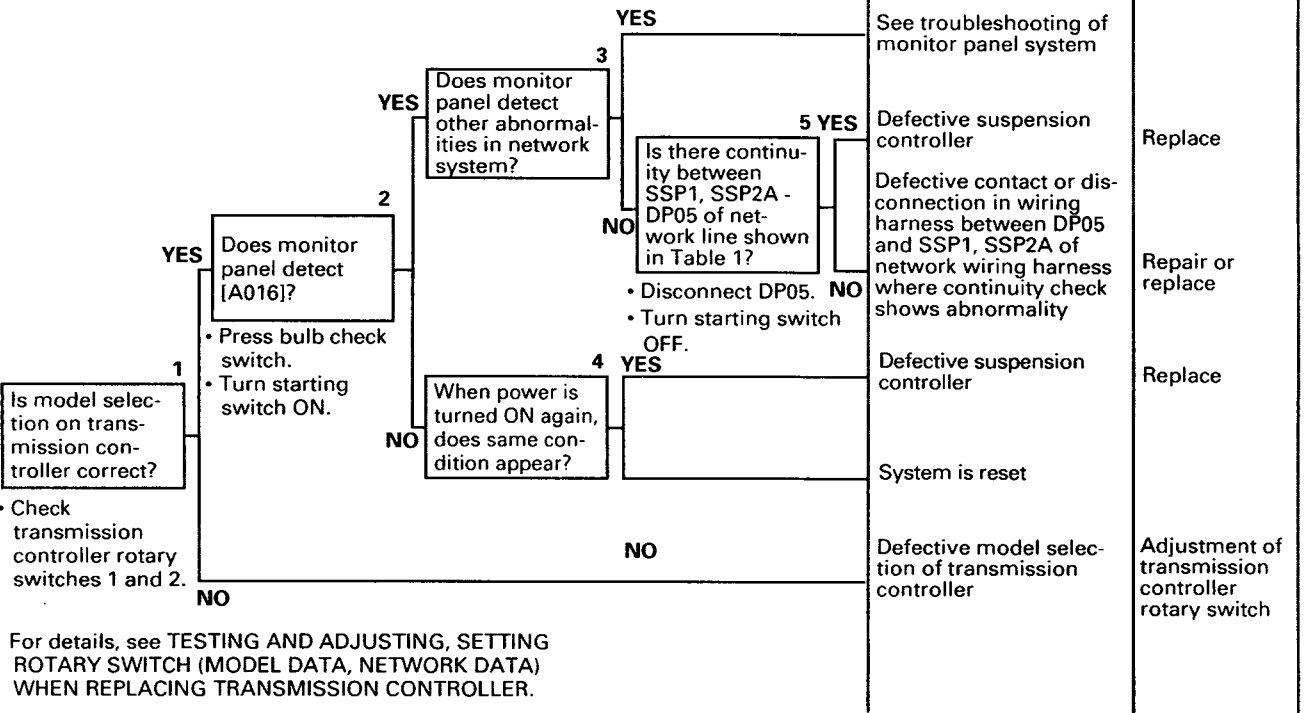 YES
See troubleshooting of
monitor panel system
3
Does monitor
panel detect
other abnormal-
ities in network
system?
YES
5 YES
Defective suspension
controller
Replace
Is there continu-
ity between
SSP1, SSP2A -
DP05 of net-
work line shown
in Table 1?
NO
• Disconnect DP05.
• Turn starting switch
OFF.
NO
Defective contact or dis-
connection in wiring
harness between DP05
and SSP1, SSP2A of
network wiring harness
where continuity check
shows abnormality
Repair or
replace
2
YES
Does monitor
panel detect
[A016]?
• Press bulb check
switch.
• Turn starting
switch ON.
4 YES
Defective suspension
controller
Replace
When power is
turned ON again,
does same con-
dition appear?
NO
System is reset
1
Is model selec-
tion on trans-
mission con-
troller correct?
• Check
transmission
controller rotary
switches 1 and 2.
NO
NO
Defective model selec-
tion of transmission
controller
Adjustment of
transmission
controller
rotary switch
For details, see TESTING AND ADJUSTING, SETTING
ROTARY SWITCH (MODEL DATA, NETWORK DATA)
WHEN REPLACING TRANSMISSION CONTROLLER.